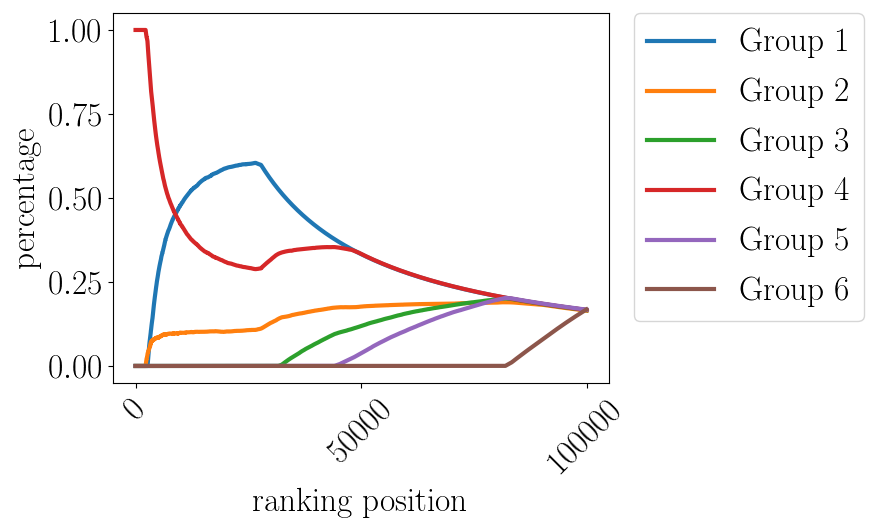 1.00
0.75
0.50
0.25
0.00
percentage
0
50000
100000
ranking position
Group 1
Group 2
Group 3
Group 4
Group 5
Group 6